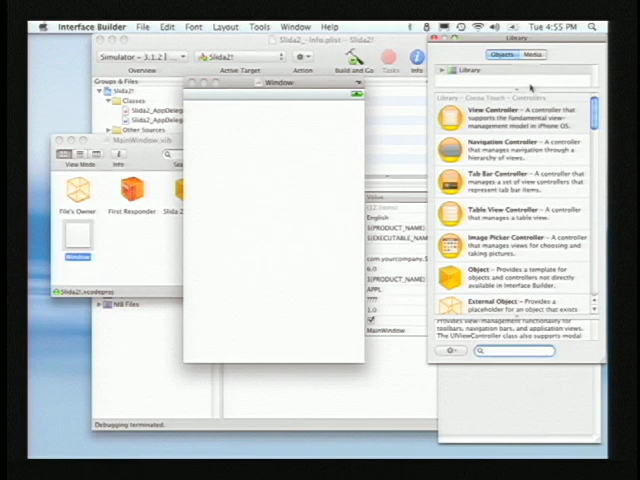 Interface Builder File Edit Font Layout Tools Window Help Tue 4:55 PM
Slida2_-Info.plist – Slida2!
Library
Simulator – 3.1.2 | ...
Slida2!
Overview
Active Target
Action
Build and Go
Tasks
Info
Objects
Media
Groups & Files
Slida2!
Classes
Slida2_AppDeleg
Slida2_AppDeleg
Other Sources
Window
Library
MainWindow.xib
View Mode
Info
File's Owner
First Responder
Slida 2
Window
Slida2!.xcodeproj
NIB Files
Value
(12 items)
English
${PRODUCT_NAME}
${EXECUTABLE_NAME
com.yourcompany.
6.0
${PRODUCT_NAME}
APPL
????
1.0
MainWindow
Library – Cocoa Touch – Controllers
View Controller – A controller that
supports the fundamental view-
management model in iPhone OS.
Navigation Controller – A controller
that manages navigation through a
hierarchy of views.
Tab Bar Controller – A controller that
manages a set of view controllers that
represent tab bar items.
Table View Controller – A controller
that manages a table view.
Image Picker Controller – A controller
that manages views for choosing and
taking pictures.
Object – Provides a template for
objects and controllers not directly
available in Interface Builder.
External Object – Provides a
placeholder for an object that exists
Provides view-management functionality for
toolbars, navigation bars, and application views.
The UIViewController class also supports modal
Debugging terminated.